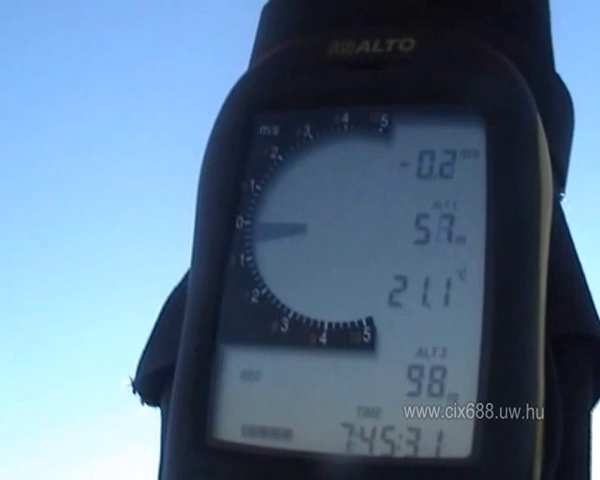 ALTO
ms
5
4
3
2
1
0
1
2
3
4
5
-0.2 ms
ALT1
57 m
21.1 °C
ALT3
98 m
REC
TIME
7:45:31
www.cix688.uw.hu